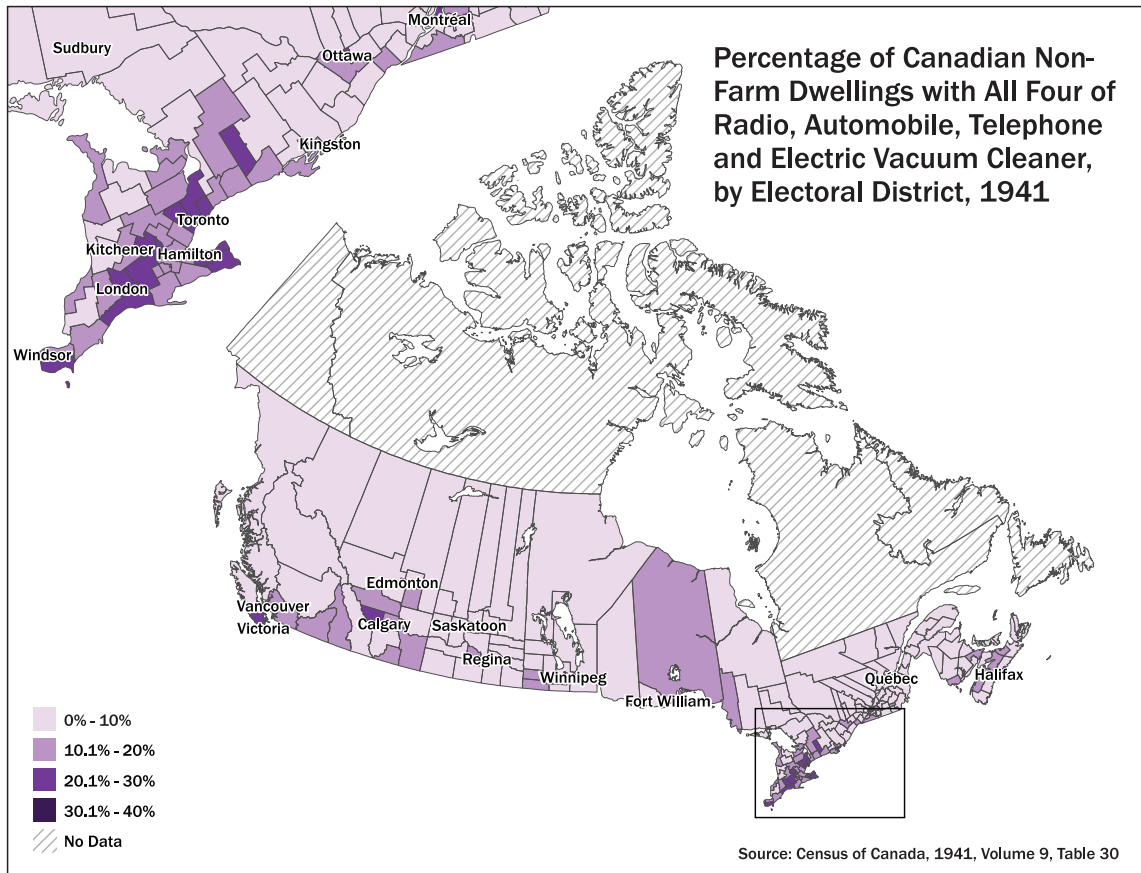 Percentage of Canadian Non-
Farm Dwellings with All Four of
Radio, Automobile, Telephone
and Electric Vacuum Cleaner,
by Electoral District, 1941
Montréal
Sudbury
Ottawa
Kingston
Toronto
Kitchener
Hamilton
London
Windsor
Edmonton
Vancouver
Victoria
Calgary
Saskatoon
Regina
Winnipeg
Fort William
Québec
Halifax
0% - 10%
10.1% - 20%
20.1% - 30%
30.1% - 40%
No Data
Source: Census of Canada, 1941, Volume 9, Table 30